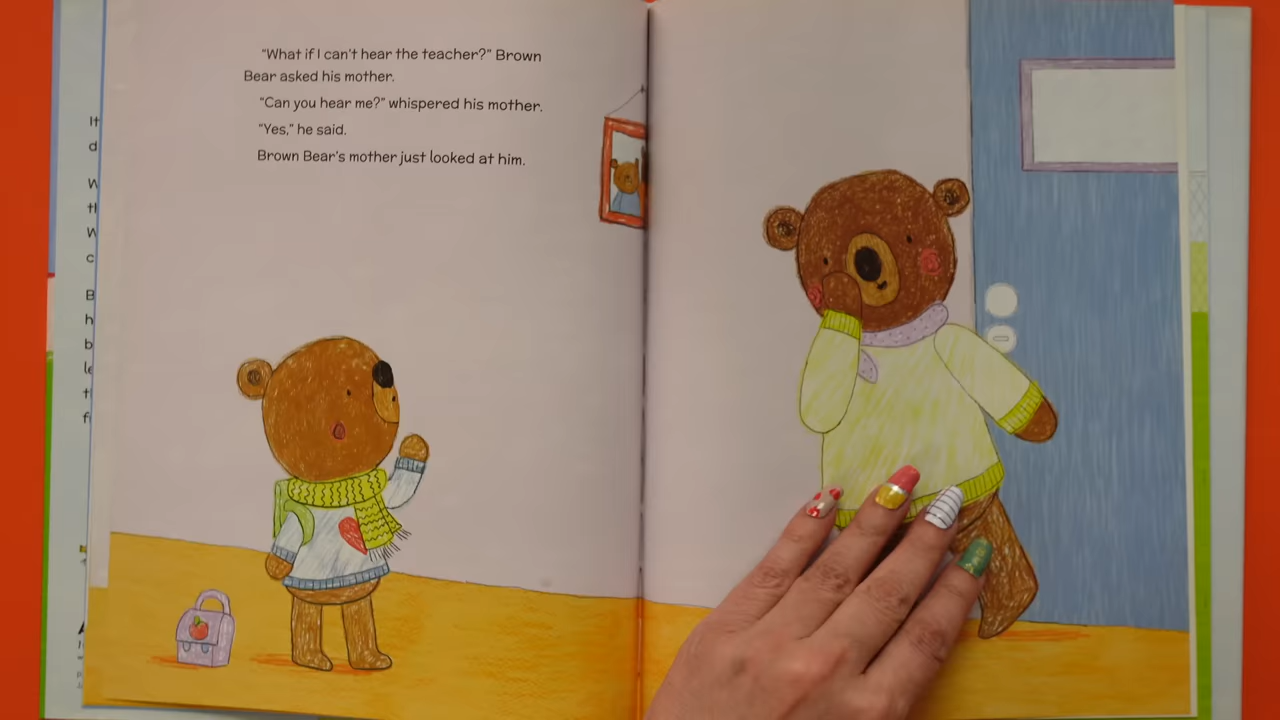 "What if I can't hear the teacher?" Brown
Bear asked his mother.
"Can you hear me?" whispered his mother.
"Yes," he said.
Brown Bear's mother just looked at him.
It